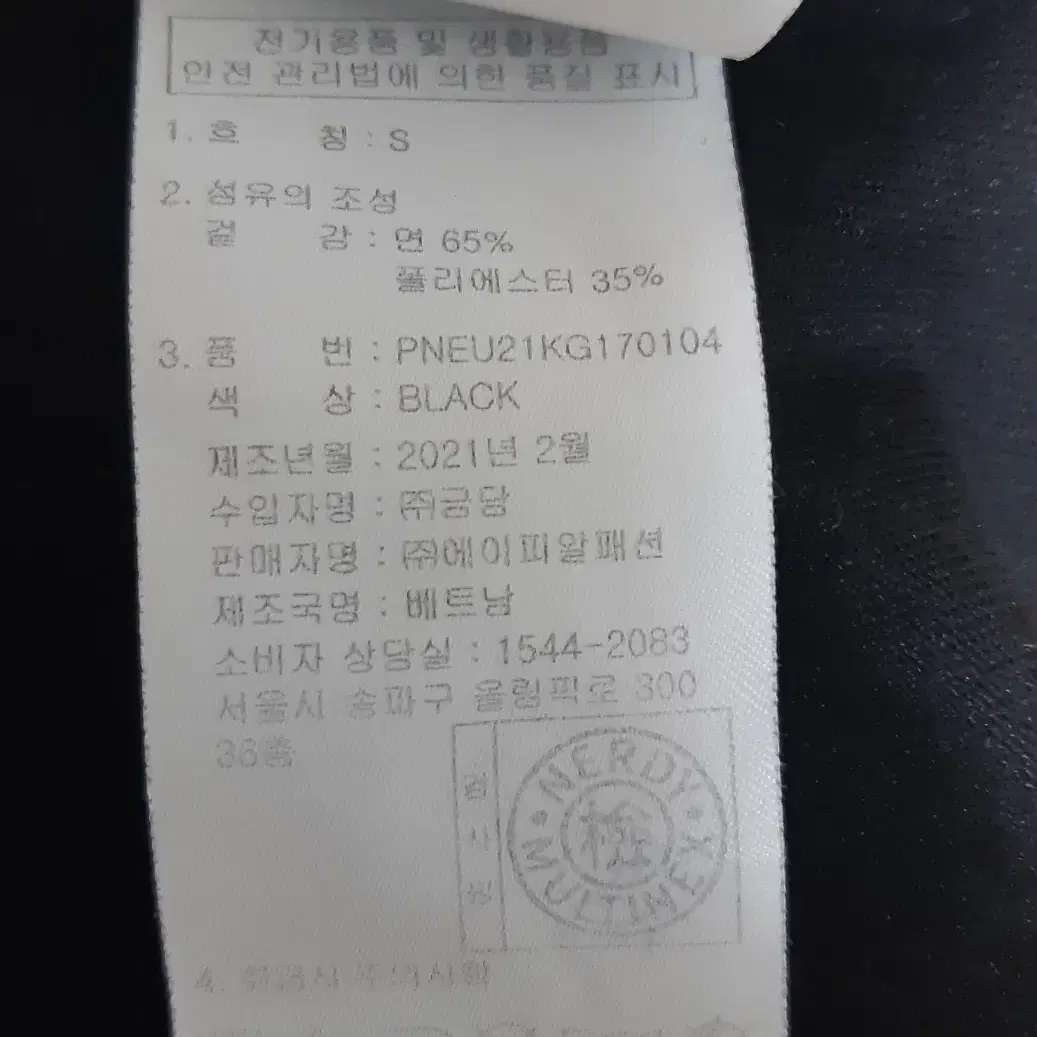 전기용품 및 생활용품
안전 관리법에 의한 품질 표시
1. 호 칭 : S
2. 섬유의 조성
겉 감 : 면 65%
폴리에스터 35%
3. 품 번 : PNEU21KG170104
색 상 : BLACK
제조년월 : 2021년 2월
수입자명 : ㈜금당
판매자명 : ㈜에이피알패션
제조국명 : 베트남
소비자 상담실 : 1544-2083
서울시 송파구 올림픽로 300
36층
NERDY
검
MULTINEX
4. 취급시 주의사항